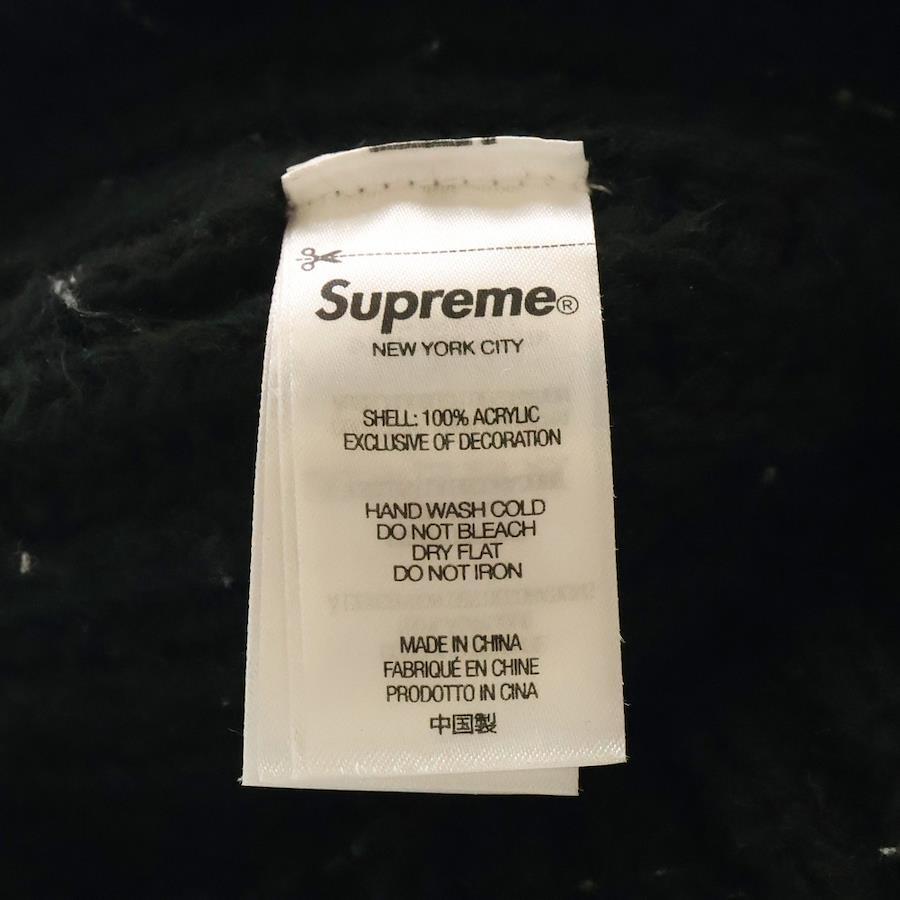 Supreme®
NEW YORK CITY
SHELL: 100% ACRYLIC
EXCLUSIVE OF DECORATION
HAND WASH COLD
DO NOT BLEACH
DRY FLAT
DO NOT IRON
MADE IN CHINA
FABRIQUÉ EN CHINE
PRODOTTO IN CINA
中国製